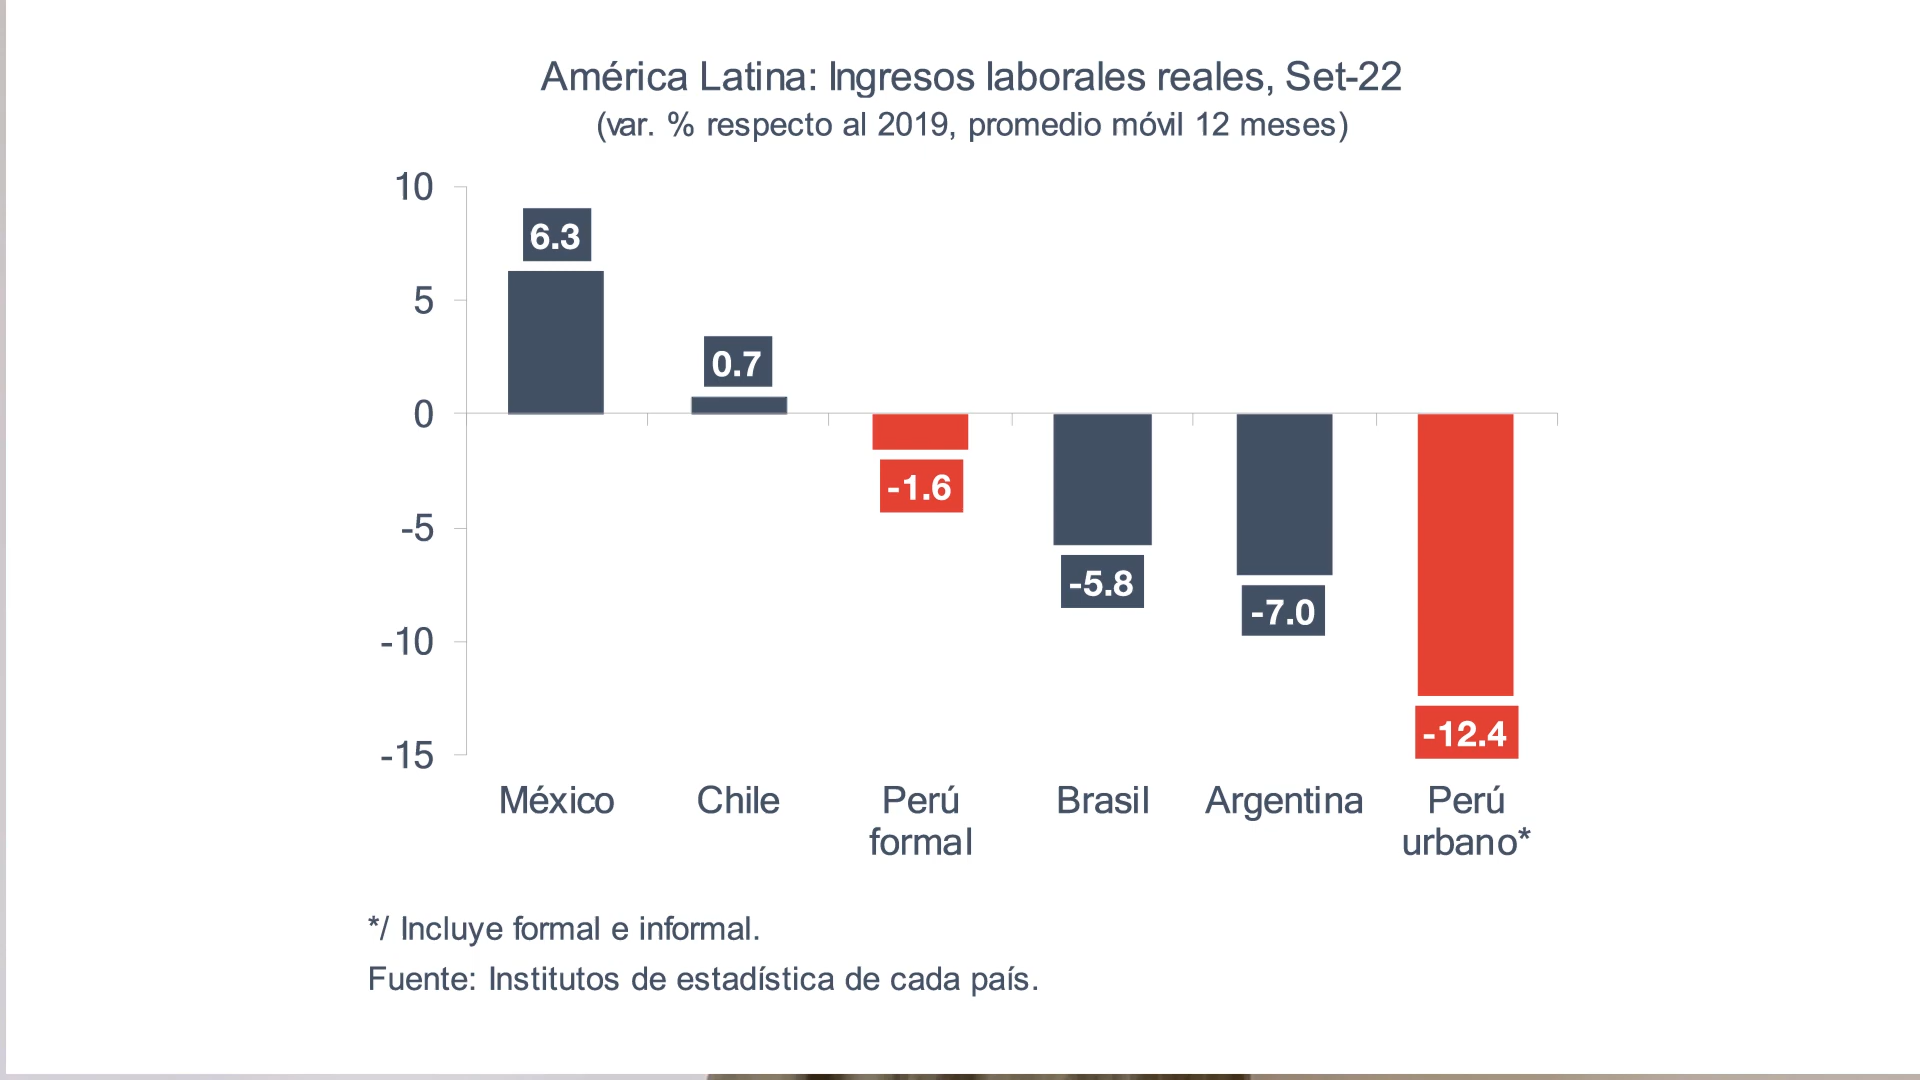 América Latina: Ingresos laborales reales, Set-22
(var. % respecto al 2019, promedio móvil 12 meses)
10
5
0
-5
-10
-15
6.3
0.7
-1.6
-5.8
-7.0
-12.4
México
Chile
Perú
formal
Brasil
Argentina
Perú
urbano*
*/ Incluye formal e informal.
Fuente: Institutos de estadística de cada país.